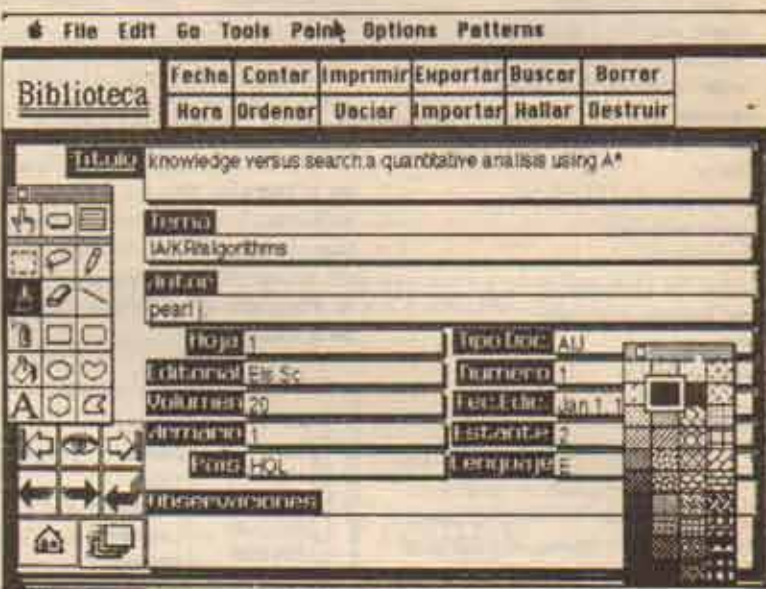 File Edit Go Tools Paint Options Patterns
Biblioteca
Fecha Contar Imprimir Exportar Buscar Borrar
Hora Ordenar Vaciar Importar Hallar Destruir
Titulo knowledge versus search:a quantitative analisis using A*
Tema
IA/KR/algorithms
Autor
pearl j.
Hoja 1 Tipo Doc. AU
Editorial Els Sc Numero 1
Volumen 20 Fec.Edic. Jan 1, 1
Armario 1 Estante 2
Pais HOL Lenguaje E
Observaciones
A